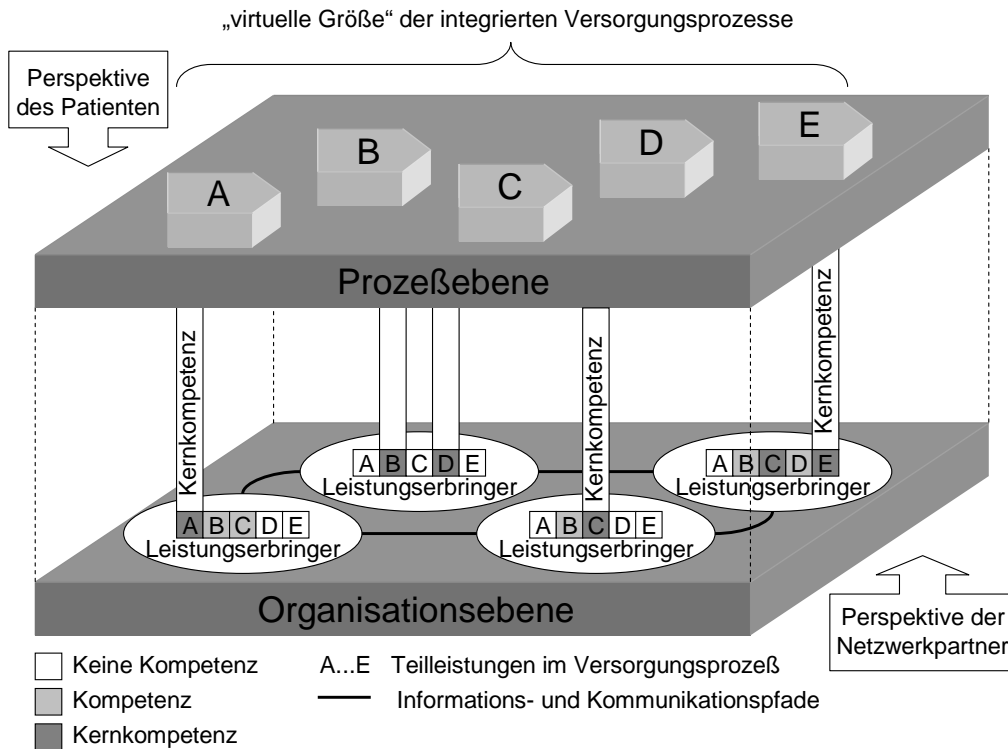 „virtuelle Größe“ der integrierten Versorgungsprozesse
Perspektive
des Patienten
A
B
C
D
E
Prozeßebene
Kernkompetenz
Kernkompetenz
Kernkompetenz
A B C D E
Leistungserbringer
A B C D E
Leistungserbringer
A B C D E
Leistungserbringer
A B C D E
Leistungserbringer
Organisationsebene
Perspektive der
Netzwerkpartner
Keine Kompetenz
Kompetenz
Kernkompetenz
A...E Teilleistungen im Versorgungsprozeß
Informations- und Kommunikationspfade